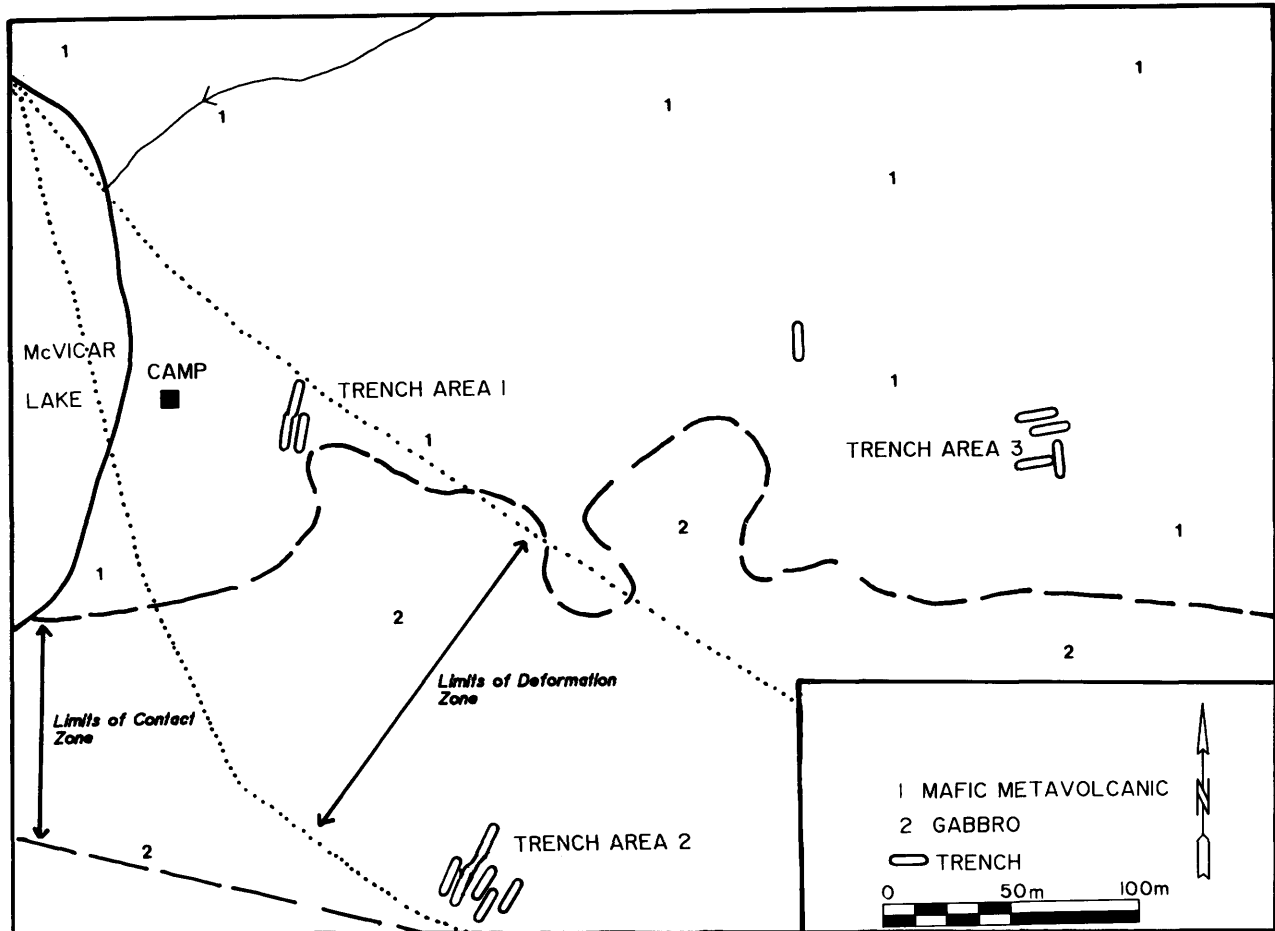 1
1
1
1
1
McVICAR
LAKE
CAMP
TRENCH AREA 1
1
1
TRENCH AREA 3
2
1
1
2
2
Limits of Deformation
Zone
Limits of Contact
Zone
2
TRENCH AREA 2
1 MAFIC METAVOLCANIC
2 GABBRO
TRENCH
N
0 50m 100m